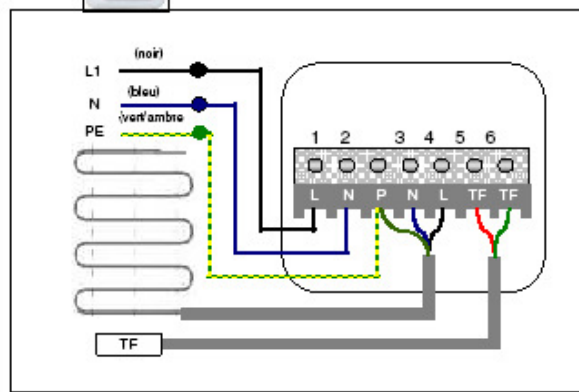 (noir)
L1
(bleu)
N
(vert/ambre
PE
1 2 3 4 5 6
L N P N L TF TF
TF